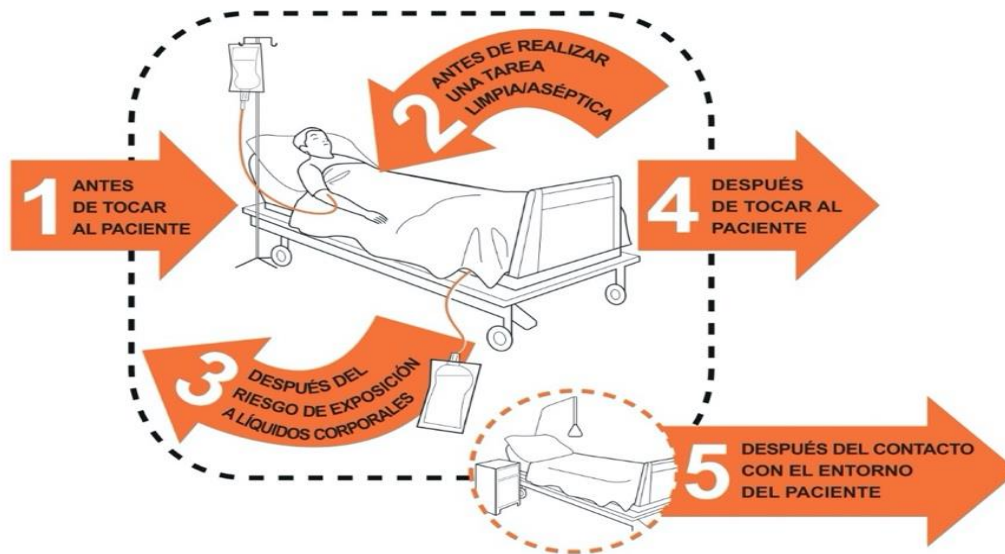 1
ANTES
DE TOCAR
AL PACIENTE
2
ANTES DE REALIZAR
UNA TAREA
LIMPIA/ASÉPTICA
3
DESPUÉS DEL
RIESGO DE EXPOSICIÓN
A LÍQUIDOS CORPORALES
4
DESPUÉS
DE TOCAR AL
PACIENTE
5
DESPUÉS DEL CONTACTO
CON EL ENTORNO
DEL PACIENTE